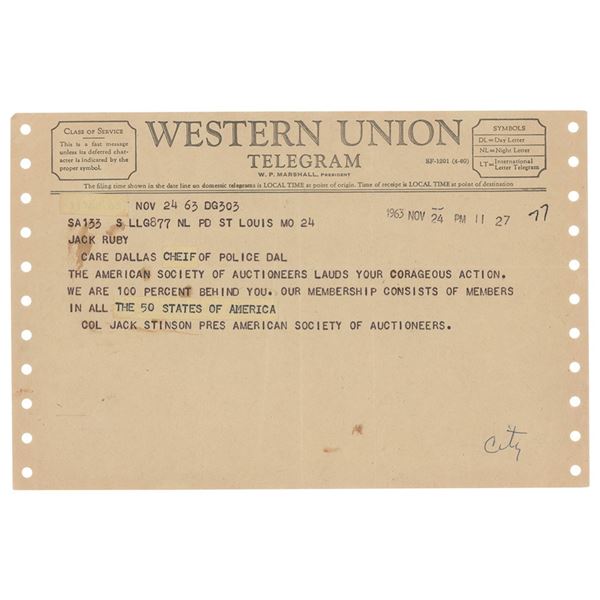 CLASS OF SERVICE
This is a fast message
unless its deferred char-
acter is indicated by the
proper symbol.
WESTERN UNION
TELEGRAM
W. P. MARSHALL, PRESIDENT
SF-1201 (4-60)
SYMBOLS
DL=Day Letter
NL=Night Letter
LT=International Letter Telegram
The filing time shown in the date line on domestic telegrams is LOCAL TIME at point of origin. Time of receipt is LOCAL TIME at point of destination
NOV 24 63 DG303
1963 NOV 24 PM 11 27
77
SA133 S LLG877 NL PD ST LOUIS MO 24
JACK RUBY
CARE DALLAS CHEIF OF POLICE DAL
THE AMERICAN SOCIETY OF AUCTIONEERS LAUDS YOUR CORAGEOUS ACTION.
WE ARE 100 PERCENT BEHIND YOU. OUR MEMBERSHIP CONSISTS OF MEMBERS
IN ALL THE 50 STATES OF AMERICA
COL JACK STINSON PRES AMERICAN SOCIETY OF AUCTIONEERS.
City